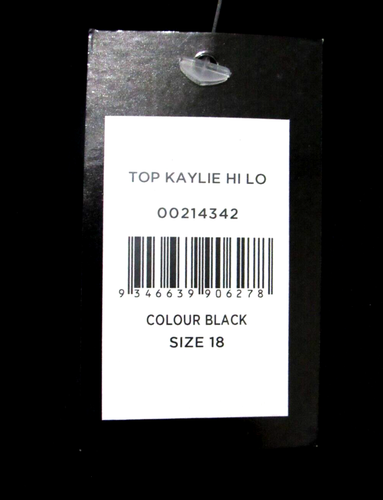 TOP KAYLIE HI LO
00214342
9 346639 906278
COLOUR BLACK
SIZE 18